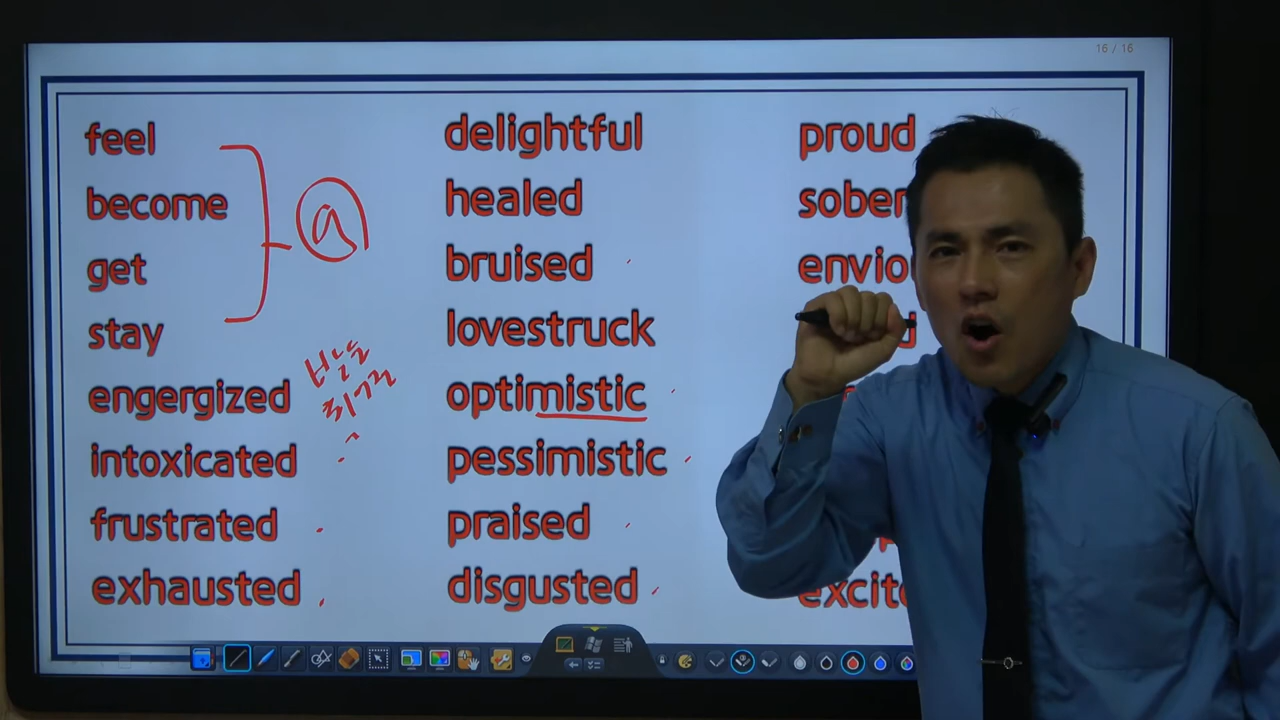 16 / 16
feel
become
get
stay
engergized
intoxicated
frustrated
exhausted
a
delightful
healed
bruised
lovestruck
optimistic
pessimistic
praised
disgusted
proud
sober
envio
excite